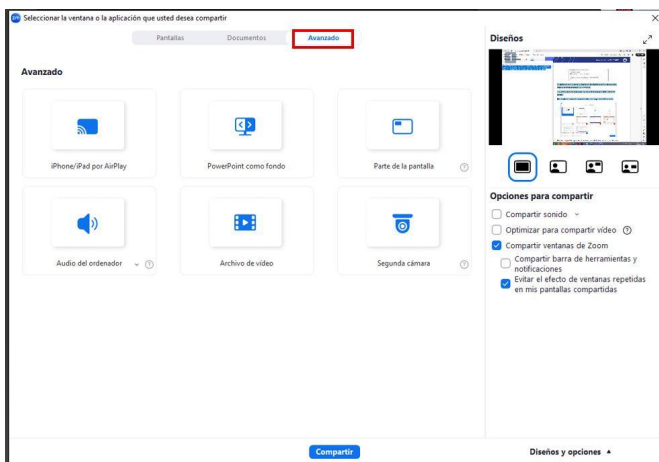 zm Seleccionar la ventana o la aplicación que usted desea compartir
Pantallas Documentos Avanzado
Avanzado
iPhone/iPad por AirPlay
PowerPoint como fondo
Parte de la pantalla
Audio del ordenador
Archivo de vídeo
Segunda cámara
Diseños
Opciones para compartir
Compartir sonido
Optimizar para compartir vídeo
Compartir ventanas de Zoom
Compartir barra de herramientas y
notificaciones
Evitar el efecto de ventanas repetidas
en mis pantallas compartidas
Compartir
Diseños y opciones